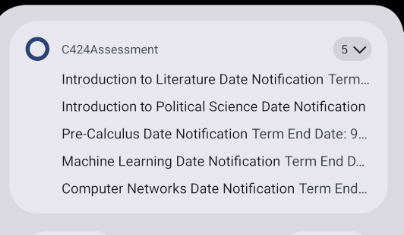 C424Assessment
5
Introduction to Literature Date Notification Term...
Introduction to Political Science Date Notification
Pre-Calculus Date Notification Term End Date: 9...
Machine Learning Date Notification Term End D...
Computer Networks Date Notification Term End...